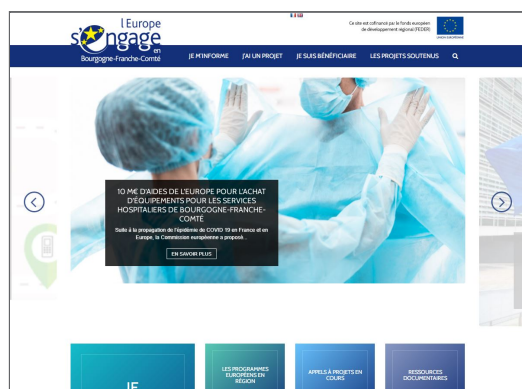 l'Europe
s'engage
en
Bourgogne-Franche-Comté
Ce site est cofinancé par le fonds européen
de développement régional (FEDER)
UNION EUROPÉENNE
JE M'INFORME
J'AI UN PROJET
JE SUIS BÉNÉFICIAIRE
LES PROJETS SOUTENUS
10 M€ D'AIDES DE L'EUROPE POUR L'ACHAT
D'ÉQUIPEMENTS POUR LES SERVICES
HOSPITALIERS DE BOURGOGNE-FRANCHE-
COMTÉ
Suite à la propagation de l'épidémie de COVID 19 en France et en
Europe, la Commission européenne a proposé...
EN SAVOIR PLUS
JE
LES PROGRAMMES
EUROPÉENS EN
RÉGION
APPELS À PROJETS EN
COURS
RESSOURCES
DOCUMENTAIRES